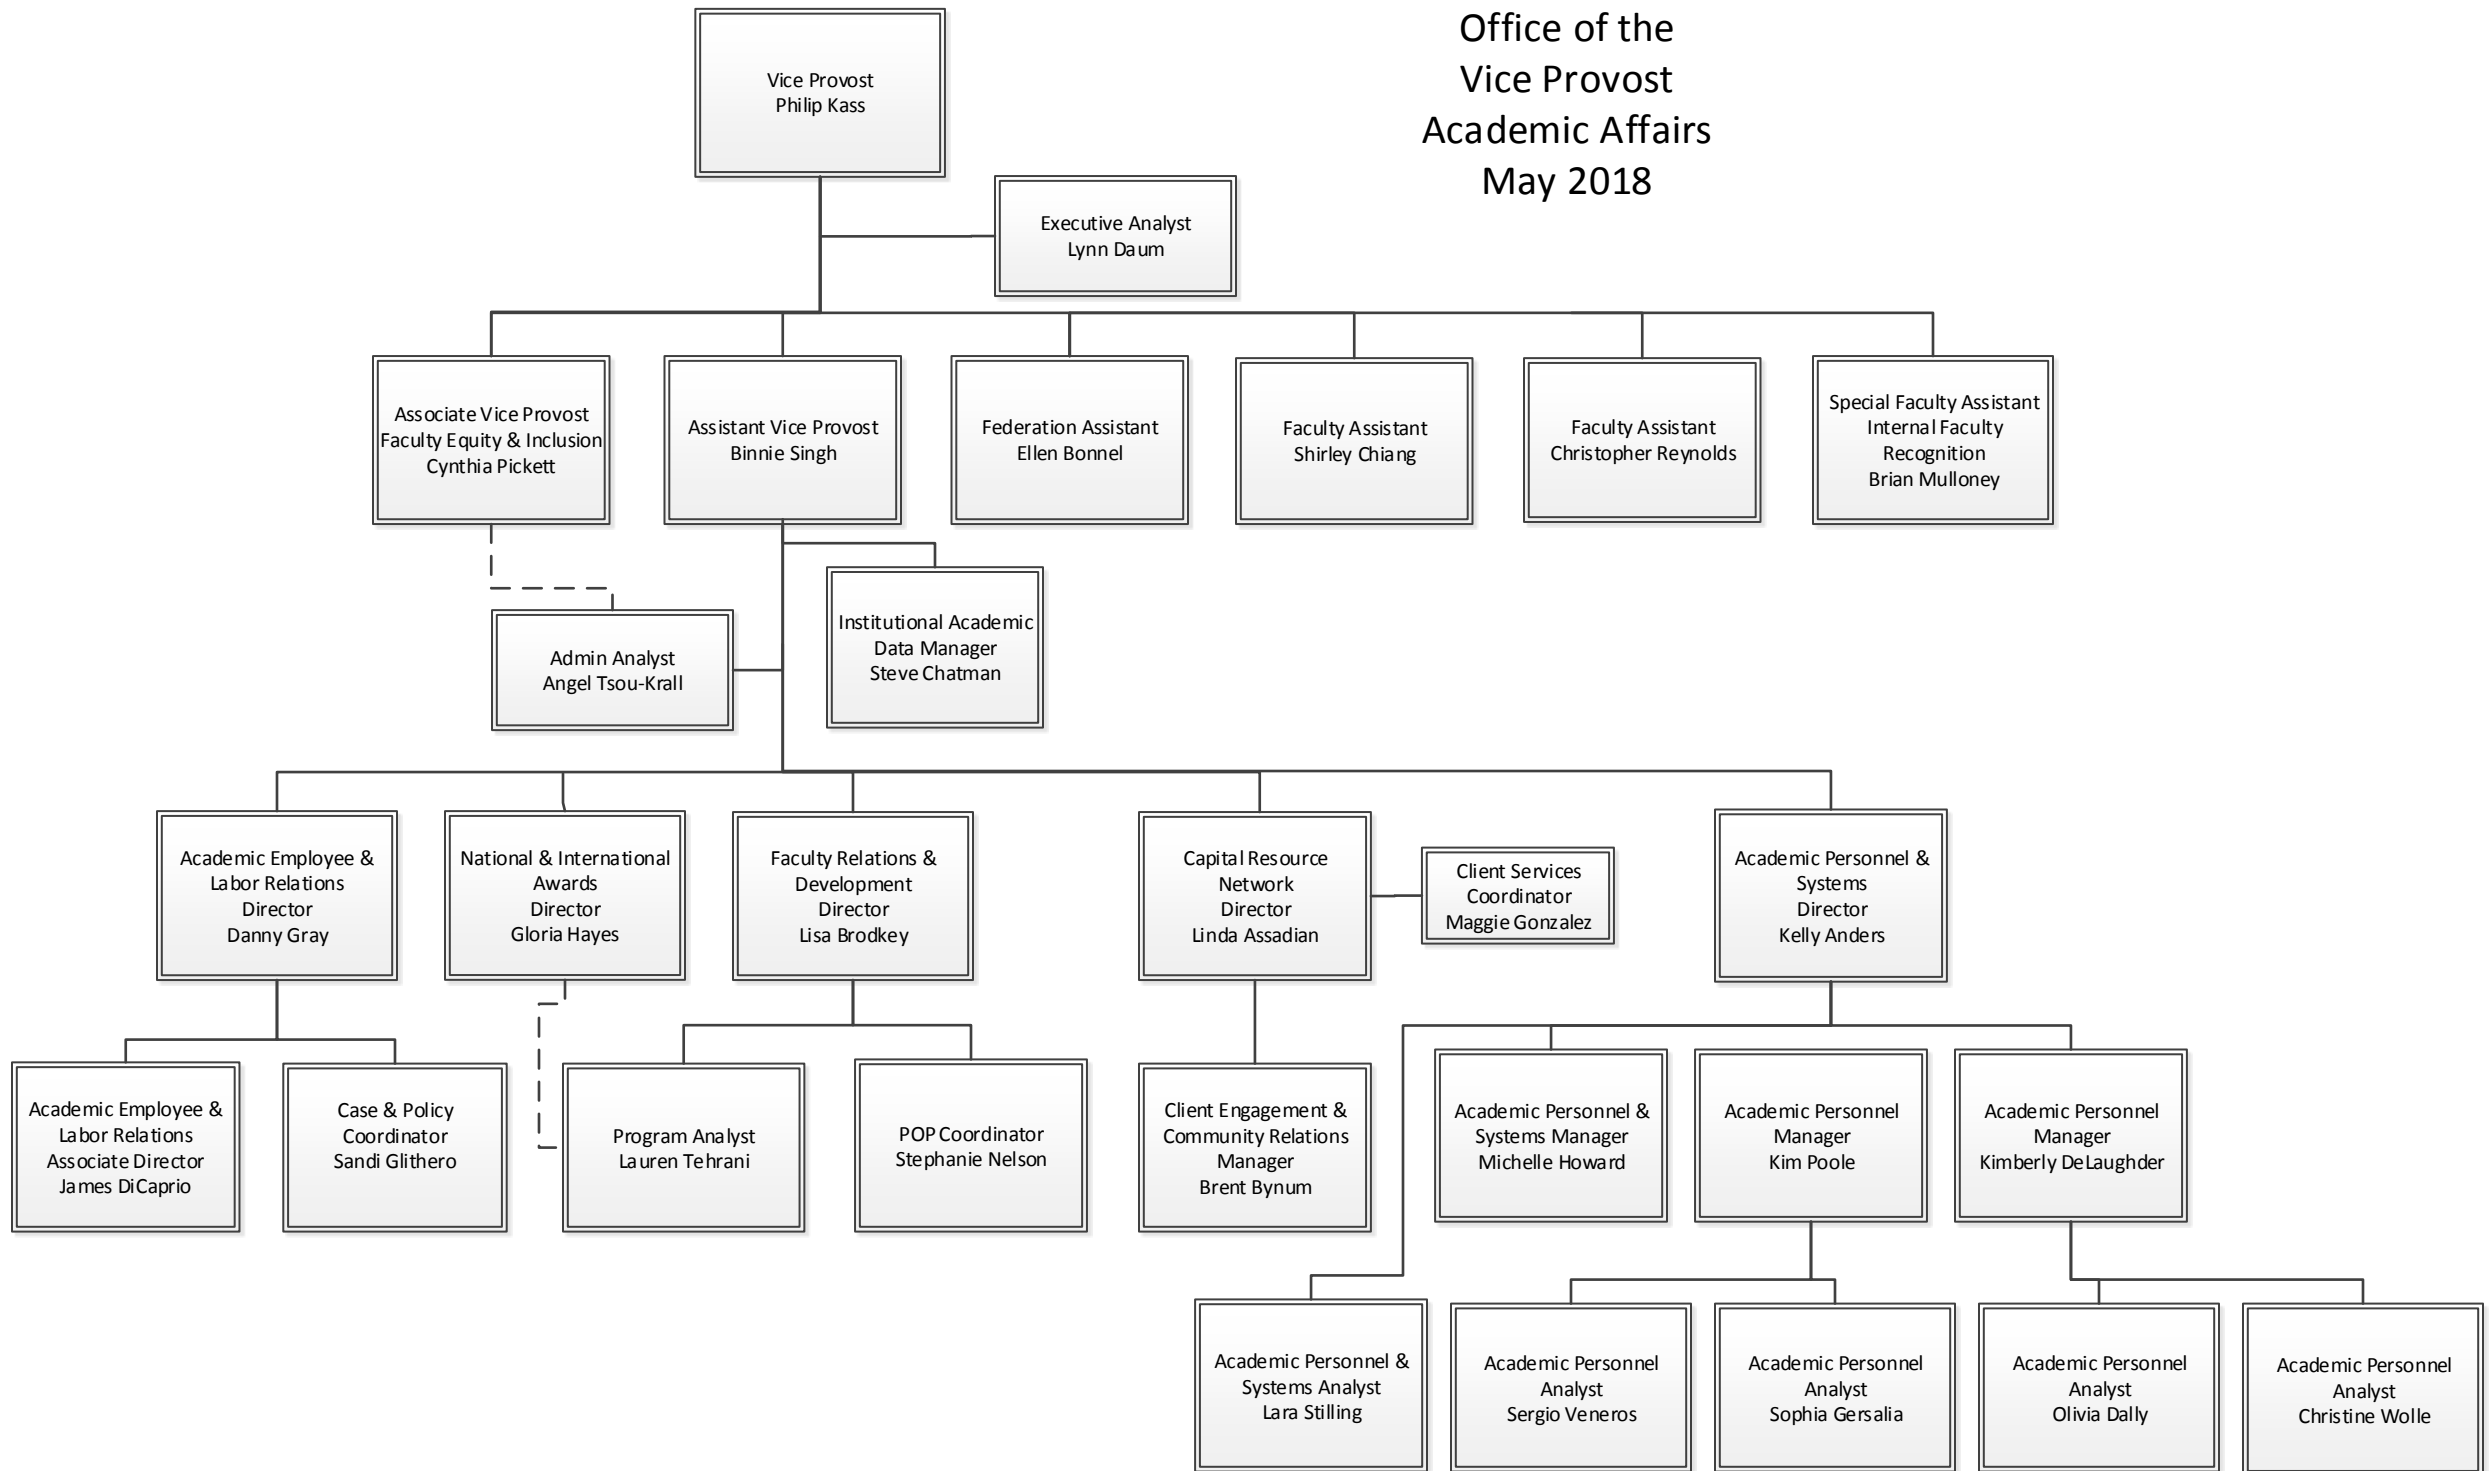 Office of the
Vice Provost
Academic Affairs
May 2018
Vice Provost
Philip Kass
Executive Analyst
Lynn Daum
Associate Vice Provost
Faculty Equity & Inclusion
Cynthia Pickett
Assistant Vice Provost
Binnie Singh
Federation Assistant
Ellen Bonnel
Faculty Assistant
Shirley Chiang
Faculty Assistant
Christopher Reynolds
Special Faculty Assistant
Internal Faculty
Recognition
Brian Mulloney
Admin Analyst
Angel Tsou-Krall
Institutional Academic
Data Manager
Steve Chatman
Academic Employee &
Labor Relations
Director
Danny Gray
National & International
Awards
Director
Gloria Hayes
Faculty Relations &
Development
Director
Lisa Brodkey
Capital Resource
Network
Director
Linda Assadian
Client Services
Coordinator
Maggie Gonzalez
Academic Personnel &
Systems
Director
Kelly Anders
Academic Employee &
Labor Relations
Associate Director
James DiCaprio
Case & Policy
Coordinator
Sandi Glithero
Program Analyst
Lauren Tehrani
POP Coordinator
Stephanie Nelson
Client Engagement &
Community Relations
Manager
Brent Bynum
Academic Personnel &
Systems Manager
Michelle Howard
Academic Personnel
Manager
Kim Poole
Academic Personnel
Manager
Kimberly DeLaughder
Academic Personnel &
Systems Analyst
Lara Stilling
Academic Personnel
Analyst
Sergio Veneros
Academic Personnel
Analyst
Sophia Gersalia
Academic Personnel
Analyst
Olivia Dally
Academic Personnel
Analyst
Christine Wolle